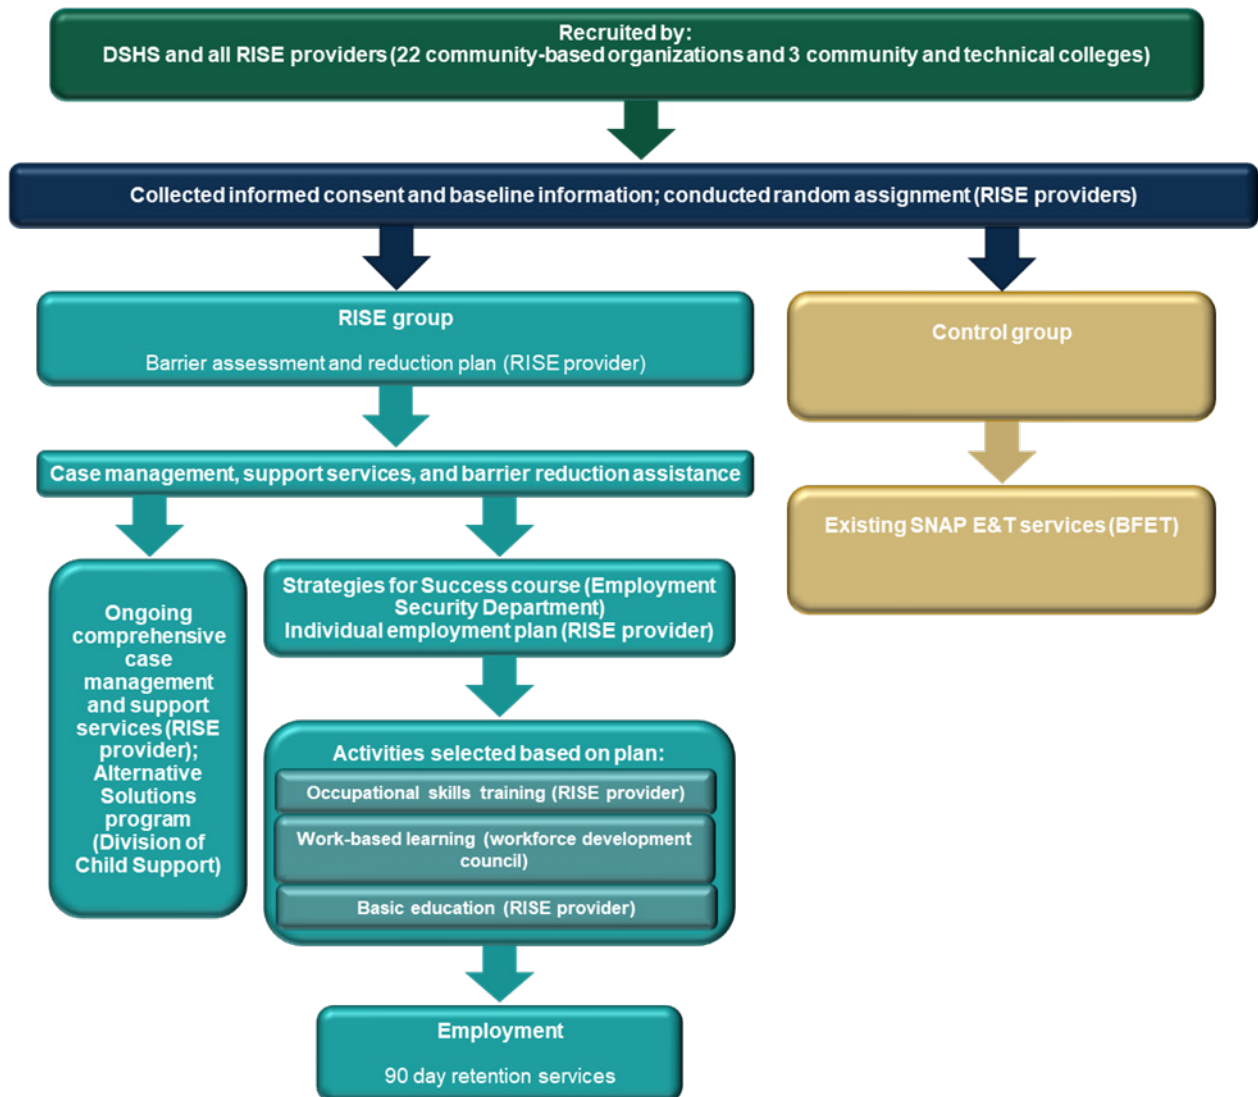 Recruited by:
DSHS and all RISE providers (22 community-based organizations and 3 community and technical colleges)
Collected informed consent and baseline information; conducted random assignment (RISE providers)
RISE group
Barrier assessment and reduction plan (RISE provider)
Control group
Case management, support services, and barrier reduction assistance
Existing SNAP E&T services (BFET)
Ongoing
comprehensive
case
management
and support
services (RISE
provider);
Alternative
Solutions
program
(Division of
Child Support)
Strategies for Success course (Employment
Security Department)
Individual employment plan (RISE provider)
Activities selected based on plan:
Occupational skills training (RISE provider)
Work-based learning (workforce development
council)
Basic education (RISE provider)
Employment
90 day retention services